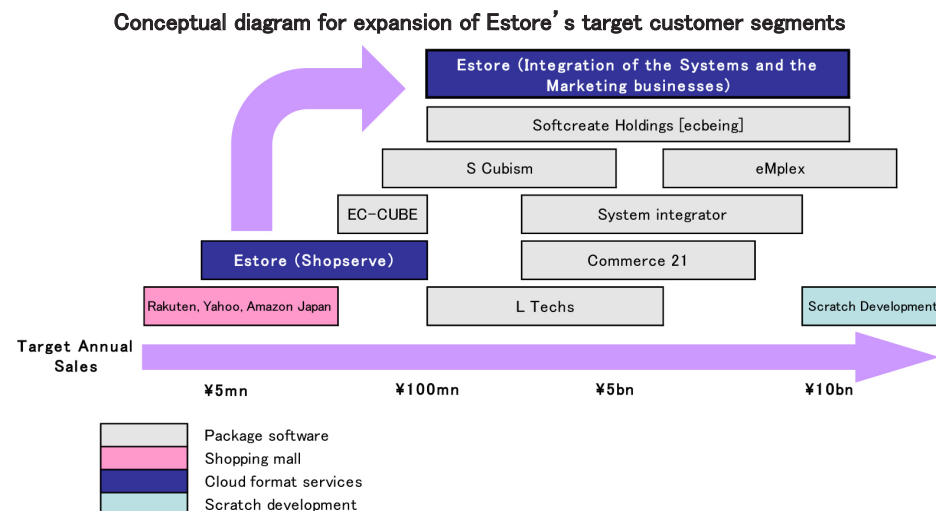 Conceptual diagram for expansion of Estore's target customer segments
Estore (Integration of the Systems and the
Marketing businesses)
Softcreate Holdings [ecbeing]
S Cubism
eMplex
EC-CUBE
System integrator
Estore (Shopserve)
Commerce 21
Rakuten, Yahoo, Amazon Japan
L Techs
Scratch Development
Target Annual
Sales
¥5mn
¥100mn
¥5bn
¥10bn
Package software
Shopping mall
Cloud format services
Scratch development